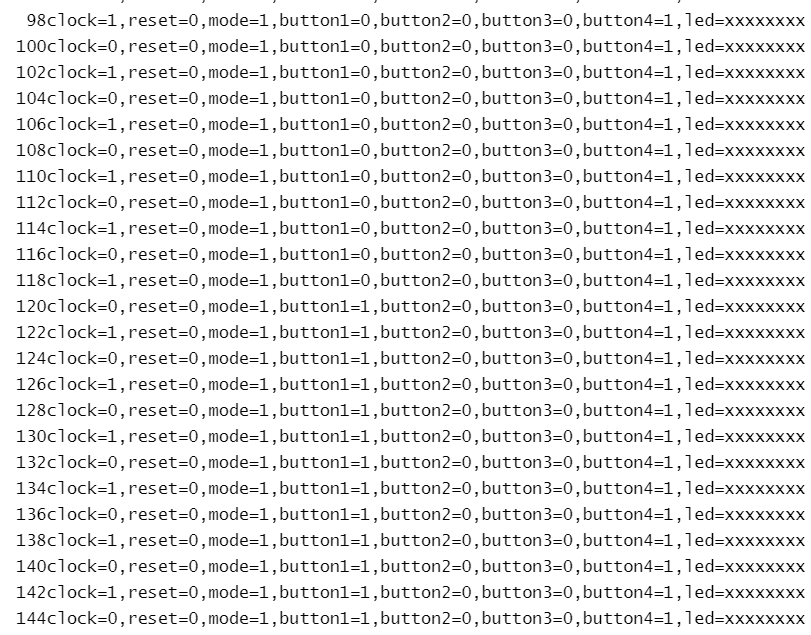 98clock=1,reset=0,mode=1,button1=0,button2=0,button3=0,button4=1,led=xxxxxxxx
100clock=0,reset=0,mode=1,button1=0,button2=0,button3=0,button4=1,led=xxxxxxxx
102clock=1,reset=0,mode=1,button1=0,button2=0,button3=0,button4=1,led=xxxxxxxx
104clock=0,reset=0,mode=1,button1=0,button2=0,button3=0,button4=1,led=xxxxxxxx
106clock=1,reset=0,mode=1,button1=0,button2=0,button3=0,button4=1,led=xxxxxxxx
108clock=0,reset=0,mode=1,button1=0,button2=0,button3=0,button4=1,led=xxxxxxxx
110clock=1,reset=0,mode=1,button1=0,button2=0,button3=0,button4=1,led=xxxxxxxx
112clock=0,reset=0,mode=1,button1=0,button2=0,button3=0,button4=1,led=xxxxxxxx
114clock=1,reset=0,mode=1,button1=0,button2=0,button3=0,button4=1,led=xxxxxxxx
116clock=0,reset=0,mode=1,button1=0,button2=0,button3=0,button4=1,led=xxxxxxxx
118clock=1,reset=0,mode=1,button1=0,button2=0,button3=0,button4=1,led=xxxxxxxx
120clock=0,reset=0,mode=1,button1=1,button2=0,button3=0,button4=1,led=xxxxxxxx
122clock=1,reset=0,mode=1,button1=1,button2=0,button3=0,button4=1,led=xxxxxxxx
124clock=0,reset=0,mode=1,button1=1,button2=0,button3=0,button4=1,led=xxxxxxxx
126clock=1,reset=0,mode=1,button1=1,button2=0,button3=0,button4=1,led=xxxxxxxx
128clock=0,reset=0,mode=1,button1=1,button2=0,button3=0,button4=1,led=xxxxxxxx
130clock=1,reset=0,mode=1,button1=1,button2=0,button3=0,button4=1,led=xxxxxxxx
132clock=0,reset=0,mode=1,button1=1,button2=0,button3=0,button4=1,led=xxxxxxxx
134clock=1,reset=0,mode=1,button1=1,button2=0,button3=0,button4=1,led=xxxxxxxx
136clock=0,reset=0,mode=1,button1=1,button2=0,button3=0,button4=1,led=xxxxxxxx
138clock=1,reset=0,mode=1,button1=1,button2=0,button3=0,button4=1,led=xxxxxxxx
140clock=0,reset=0,mode=1,button1=1,button2=0,button3=0,button4=1,led=xxxxxxxx
142clock=1,reset=0,mode=1,button1=1,button2=0,button3=0,button4=1,led=xxxxxxxx
144clock=0,reset=0,mode=1,button1=1,button2=0,button3=0,button4=1,led=xxxxxxxx